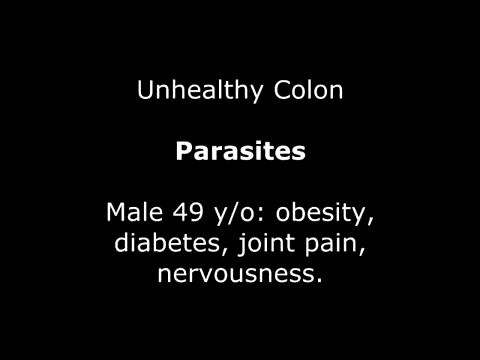 Unhealthy Colon
Parasites
Male 49 y/o: obesity,
diabetes, joint pain,
nervousness.